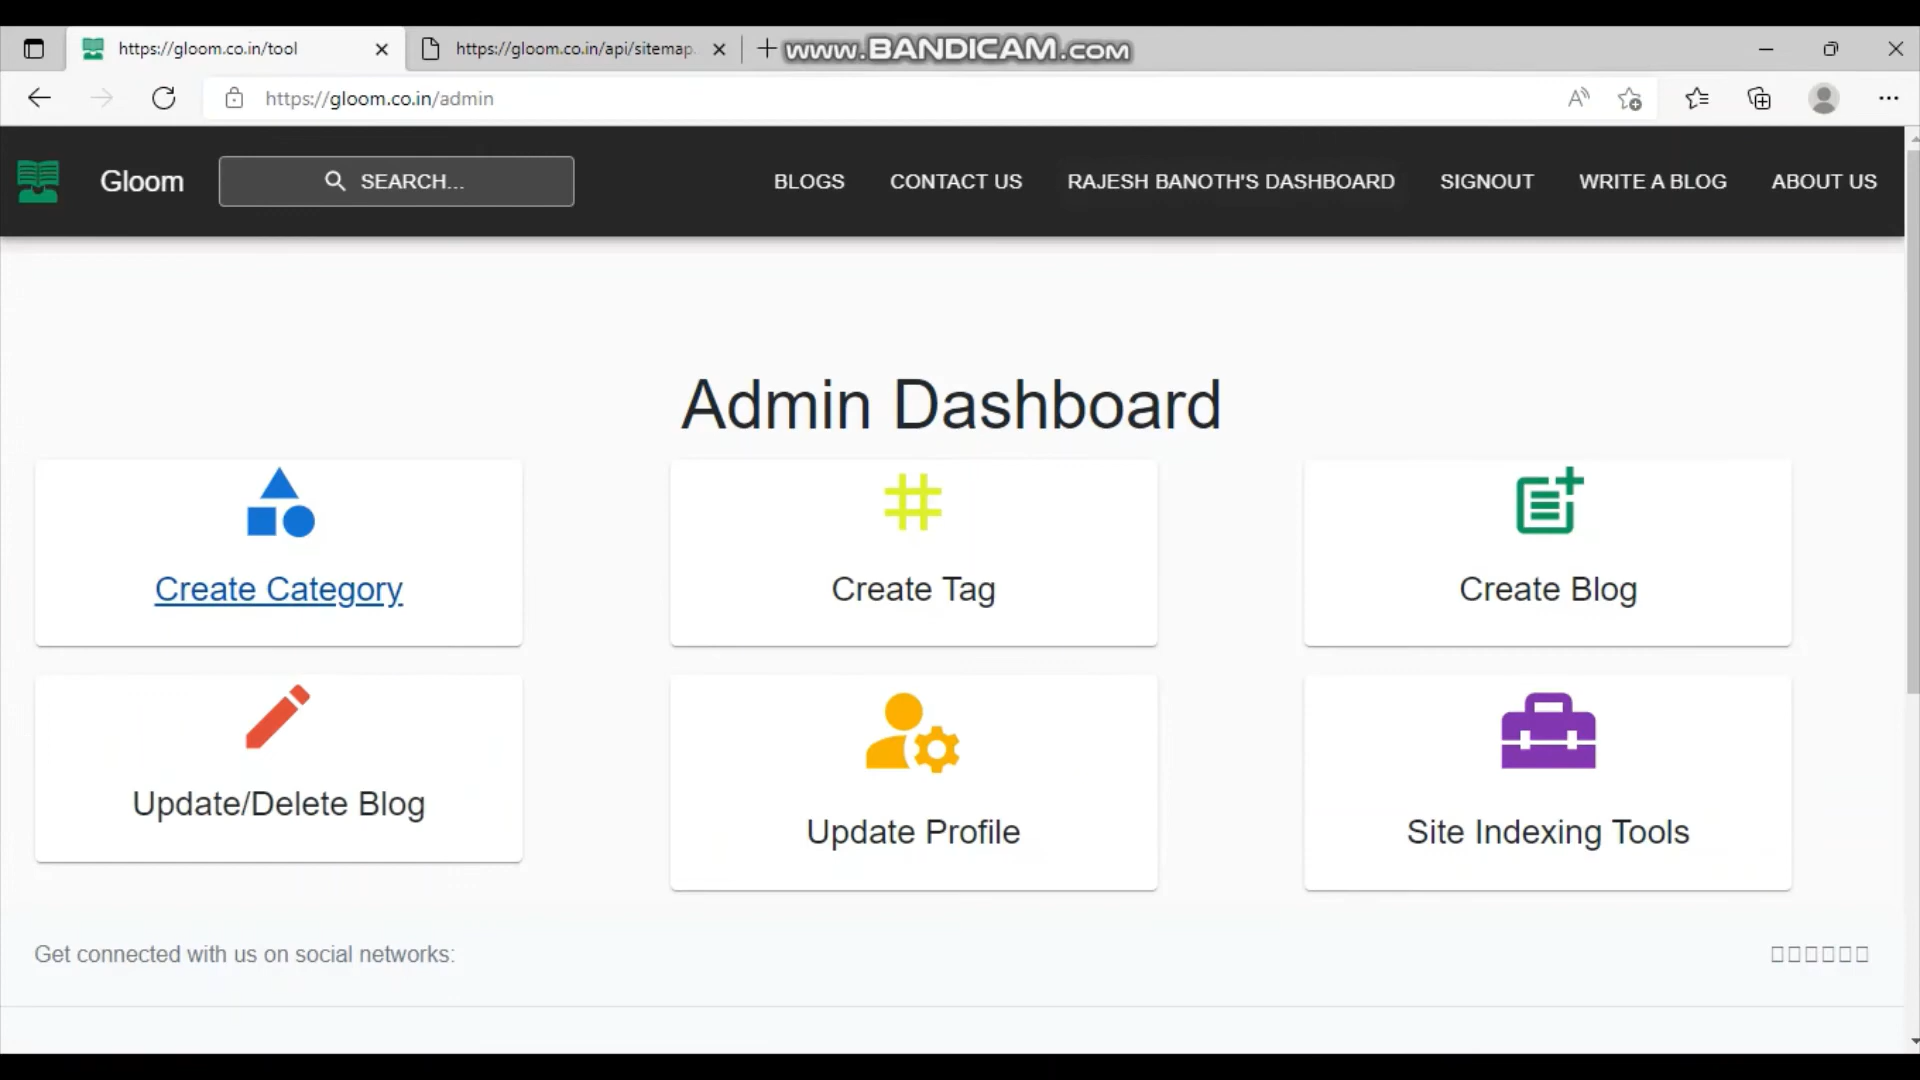 https://gloom.co.in/tool
https://gloom.co.in/api/sitemap.
www.BANDICAM.com
https://gloom.co.in/admin
Gloom
SEARCH...
BLOGS
CONTACT US
RAJESH BANOTH'S DASHBOARD
SIGNOUT
WRITE A BLOG
ABOUT US
Admin Dashboard
Create Category
Create Tag
Create Blog
Update/Delete Blog
Update Profile
Site Indexing Tools
Get connected with us on social networks: